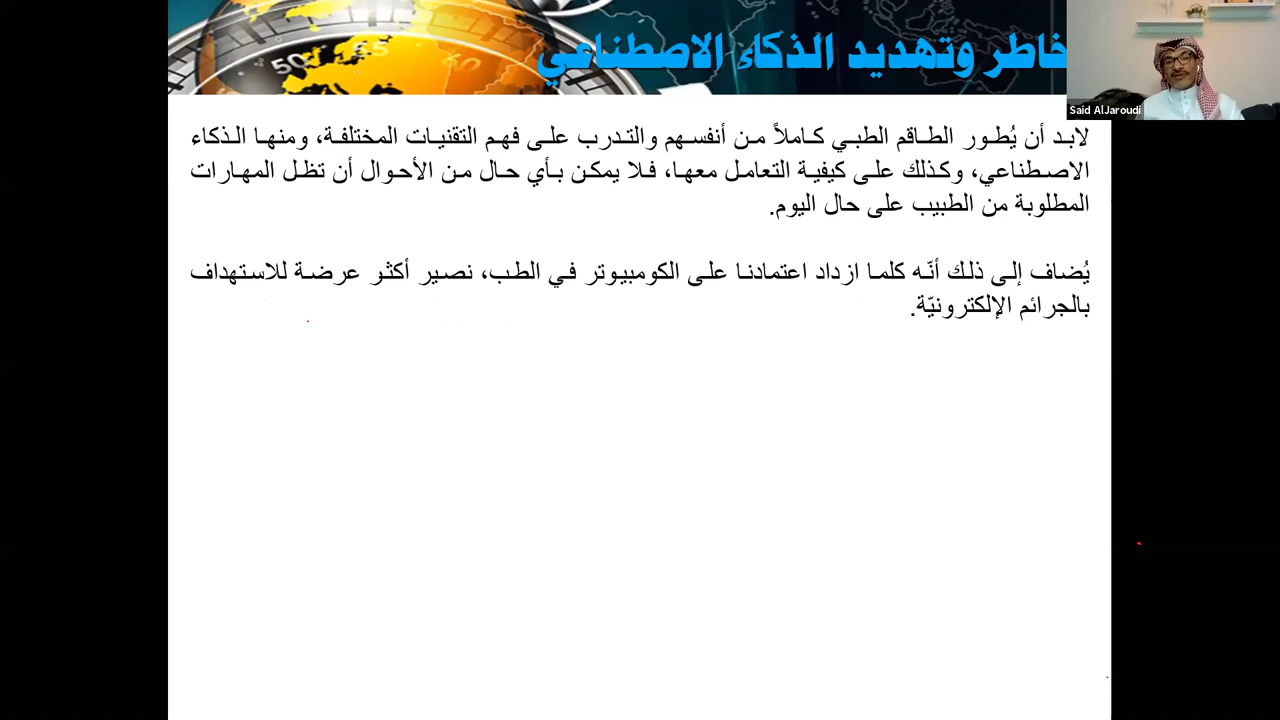 خاطر وتهديد الذكاء الاصطناعي
Said AlJaroudi
لابد أن يُطور الطاقم الطبي كاملاً من أنفسهم والتدرب على فهم التقنيات المختلفة، ومنها الذكاء
الاصطناعي، وكذلك على كيفية التعامل معها، فلا يمكن بأي حال من الأحوال أن تظل المهارات
المطلوبة من الطبيب على حال اليوم.
يُضاف إلى ذلك أنّه كلما ازداد اعتمادنا على الكومبيوتر في الطب، نصير أكثر عرضة للاستهداف
بالجرائم الإلكترونيّة.
50 55 60